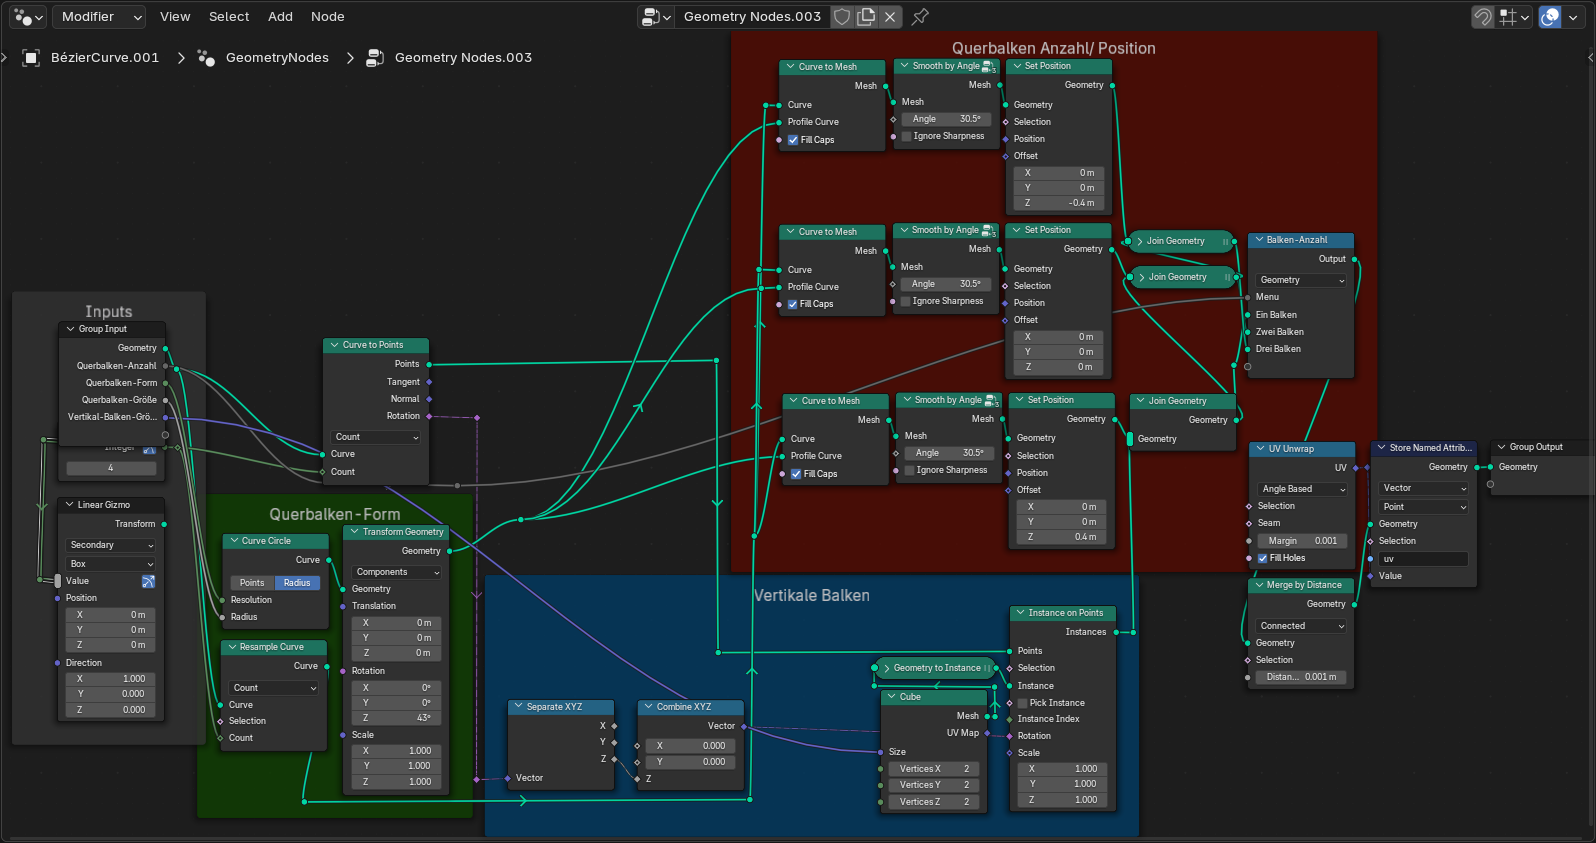 Modifier View Select Add Node Geometry Nodes.003
BézierCurve.001 > GeometryNodes > Geometry Nodes.003
Querbalken Anzahl/ Position
Curve to Mesh
Mesh
Curve
Profile Curve
Fill Caps
Smooth by Angle
Mesh
Mesh
Angle 30.5°
Ignore Sharpness
Set Position
Geometry
Geometry
Selection
Position
Offset
X 0 m
Y 0 m
Z -0.4 m
Curve to Mesh
Mesh
Curve
Profile Curve
Fill Caps
Smooth by Angle
Mesh
Mesh
Angle 30.5°
Ignore Sharpness
Set Position
Geometry
Geometry
Selection
Position
Offset
X 0 m
Y 0 m
Z 0 m
Join Geometry
Join Geometry
Balken-Anzahl
Output
Geometry
Menu
Ein Balken
Zwei Balken
Drei Balken
Curve to Mesh
Mesh
Curve
Profile Curve
Fill Caps
Smooth by Angle
Mesh
Mesh
Angle 30.5°
Ignore Sharpness
Set Position
Geometry
Geometry
Selection
Position
Offset
X 0 m
Y 0 m
Z 0.4 m
Join Geometry
Geometry
Geometry
Inputs
Group Input
Geometry
Querbalken-Anzahl
Querbalken-Form
Querbalken-Größe
Vertikal-Balken-Grö...
Integer
4
Linear Gizmo
Transform
Secondary
Box
Value
Position
X 0 m
Y 0 m
Z 0 m
Direction
X 1.000
Y 0.000
Z 0.000
Curve to Points
Points
Tangent
Normal
Rotation
Count
Curve
Count
Querbalken-Form
Curve Circle
Curve
Points Radius
Resolution
Radius
Resample Curve
Curve
Count
Curve
Selection
Count
Transform Geometry
Geometry
Components
Geometry
Translation
X 0 m
Y 0 m
Z 0 m
Rotation
X 0°
Y 0°
Z 43°
Scale
X 1.000
Y 1.000
Z 1.000
Vertikale Balken
Separate XYZ
X
Y
Z
Vector
Combine XYZ
Vector
X 0.000
Y 0.000
Z
Geometry to Instance
Cube
Mesh
UV Map
Size
Vertices X 2
Vertices Y 2
Vertices Z 2
Instance on Points
Instances
Points
Selection
Instance
Pick Instance
Instance Index
Rotation
Scale
X 1.000
Y 1.000
Z 1.000
UV Unwrap
UV
Angle Based
Selection
Seam
Margin 0.001
Fill Holes
Merge by Distance
Geometry
Connected
Geometry
Selection
Distan... 0.001 m
Store Named Attrib...
Geometry
Vector
Point
Geometry
Selection
uv
Value
Group Output
Geometry